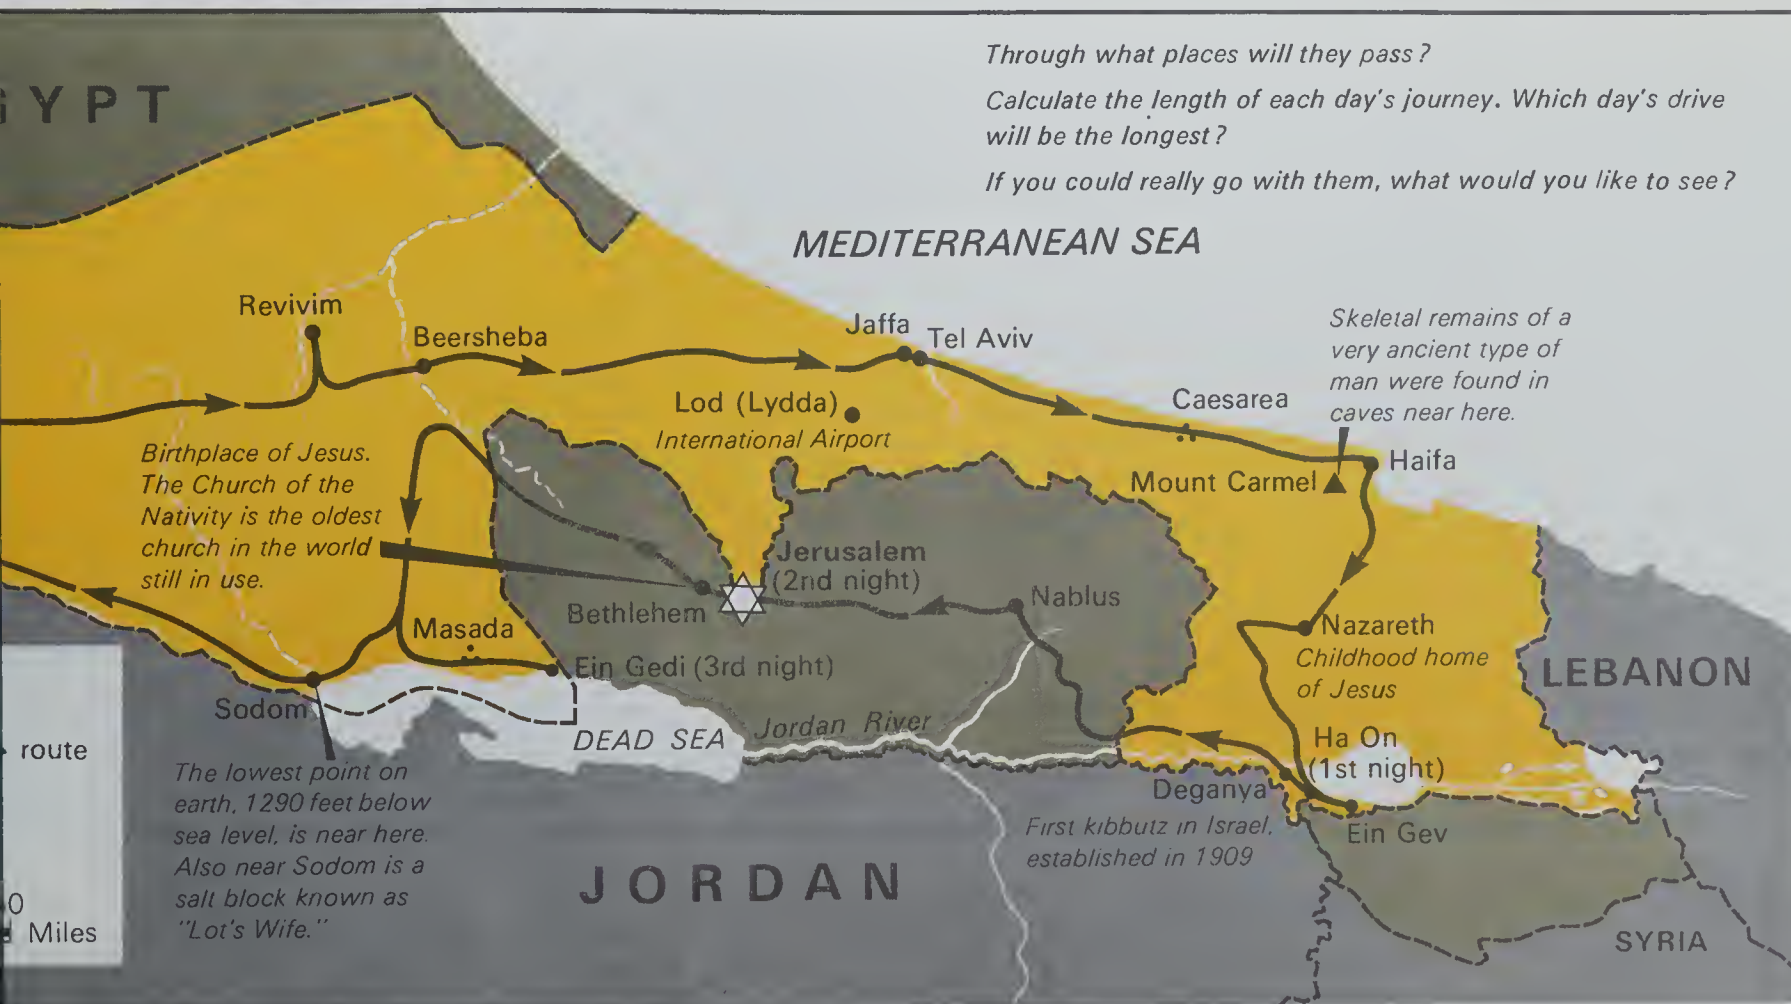 Through what places will they pass?
Calculate the length of each day's journey. Which day's drive
will be the longest?
If you could really go with them, what would you like to see?
GYPT
MEDITERRANEAN SEA
Revivim
Beersheba
Jaffa
Tel Aviv
Skeletal remains of a
very ancient type of
man were found in
caves near here.
Lod (Lydda)
International Airport
Caesarea
Haifa
Mount Carmel
Birthplace of Jesus.
The Church of the
Nativity is the oldest
church in the world
still in use.
Jerusalem
(2nd night)
Bethlehem
Nablus
Nazareth
Childhood home
of Jesus
LEBANON
Masada
Ein Gedi (3rd night)
Sodom
DEAD SEA
Jordan River
Ha On
(1st night)
Deganya
First kibbutz in Israel,
established in 1909
Ein Gev
route
0
Miles
The lowest point on
earth, 1290 feet below
sea level, is near here.
Also near Sodom is a
salt block known as
"Lot's Wife."
JORDAN
SYRIA